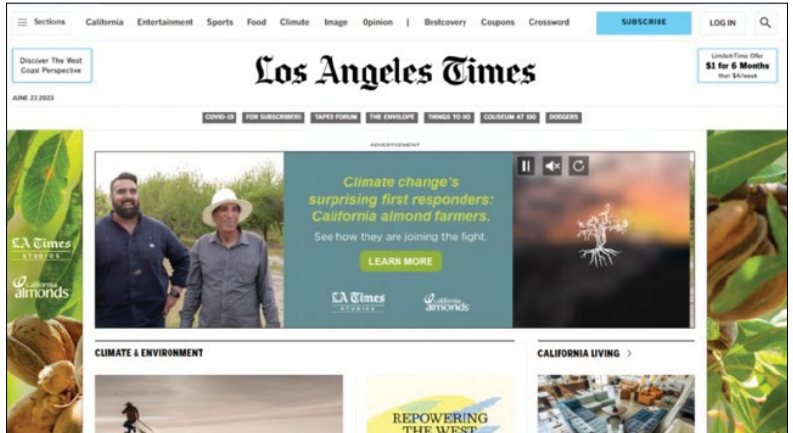 Sections California Entertainment Sports Food Climate Image Opinion | Bestcovery Coupons Crossword SUBSCRIBE LOG IN
Discover The West
Coast Perspective
Los Angeles Times
Limited-Time Offer
$1 for 6 Months
then $4/week
JUNE 27, 2023
COVID-19 FOR SUBSCRIBERS TAPER FORUM THE ENVELOPE THINGS TO DO COLISEUM AT 100 DODGERS
ADVERTISEMENT
Climate change's
surprising first responders:
California almond farmers.
See how they are joining the fight.
LEARN MORE
LA Times
STUDIOS
california
almonds
LA Times
STUDIOS
california
almonds
CLIMATE & ENVIRONMENT
CALIFORNIA LIVING >
REPOWERING
THE WEST